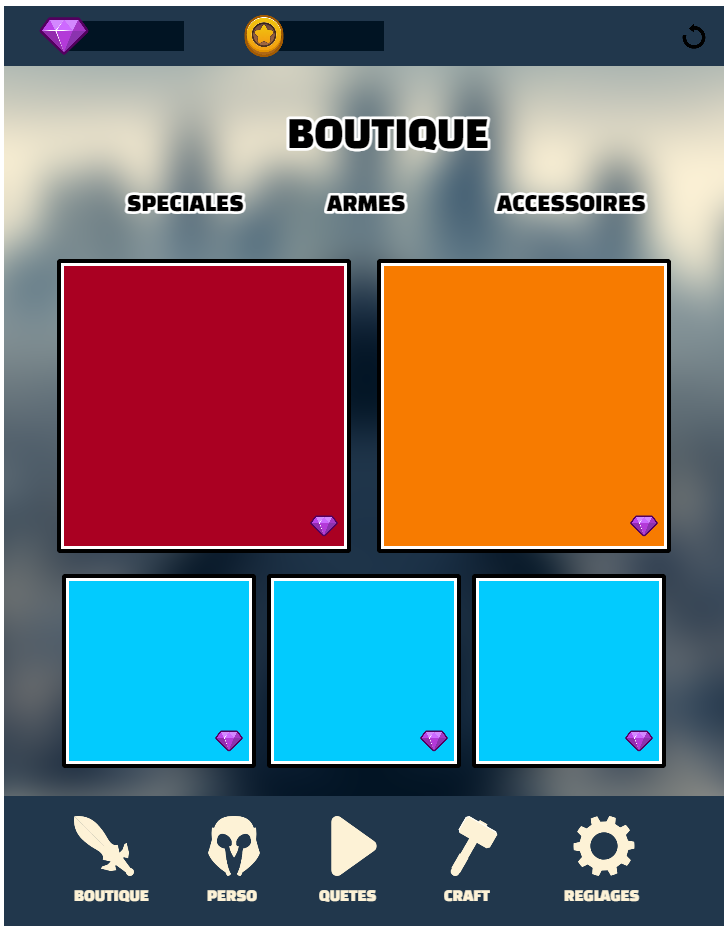 BOUTIQUE
SPECIALES ARMES ACCESSOIRES
BOUTIQUE PERSO QUETES CRAFT REGLAGES